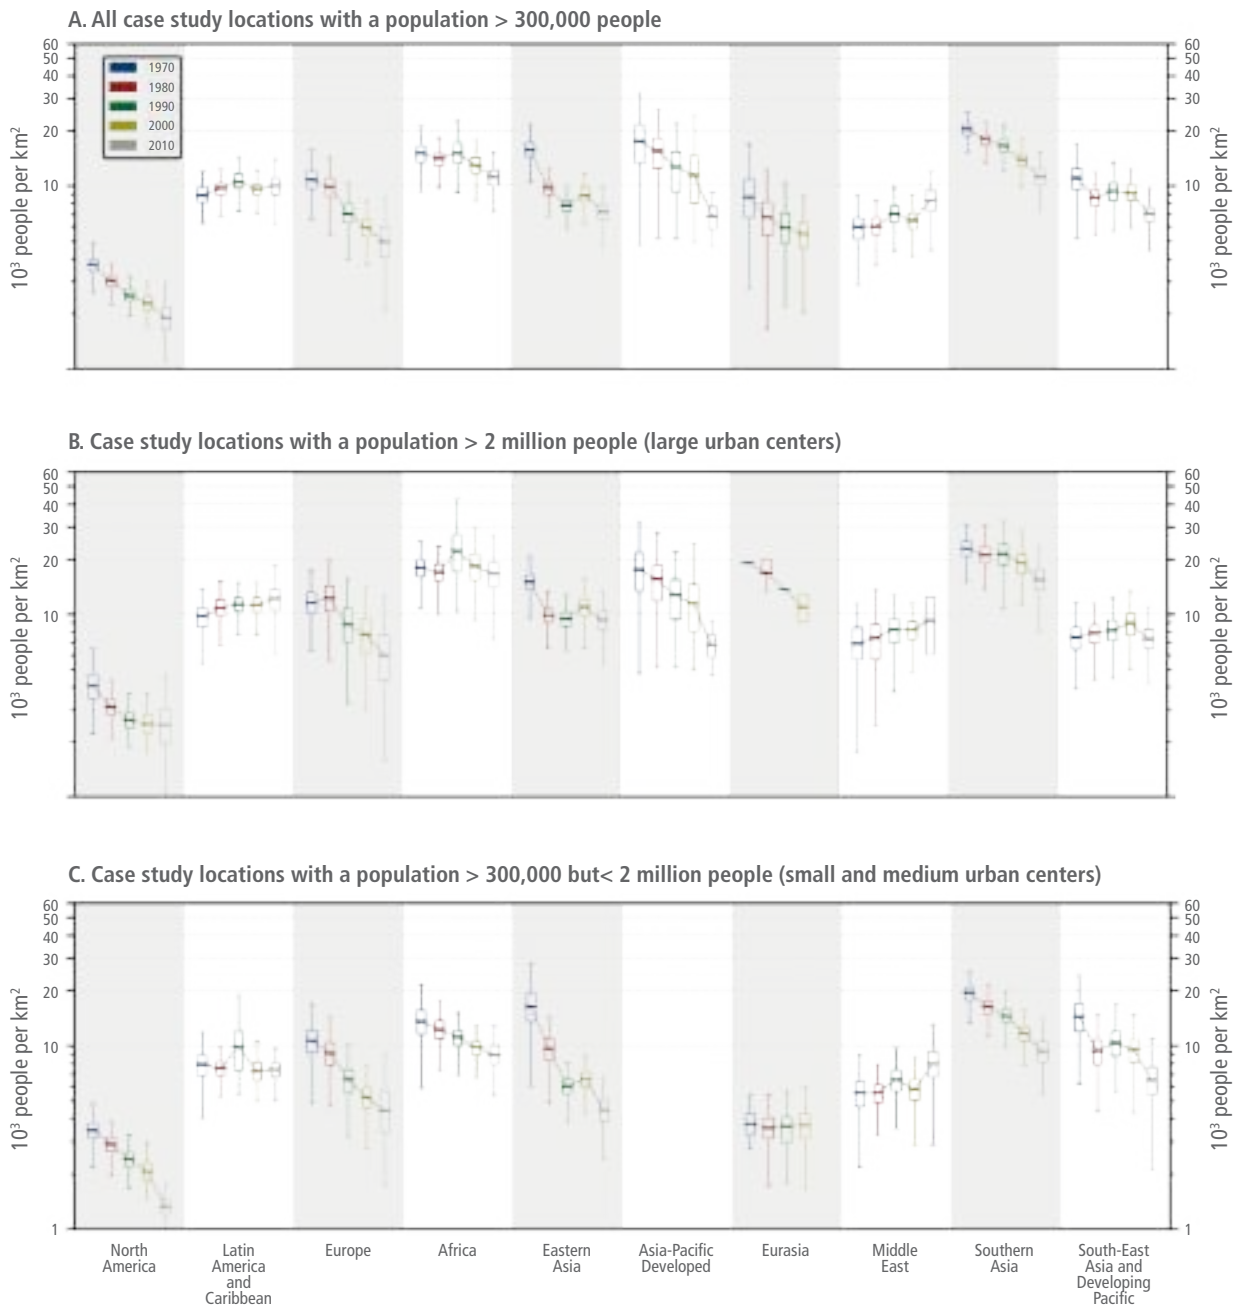 A. All case study locations with a population > 300,000 people
60
50
40
30
20
10
10³ people per km²
1970
1980
1990
2000
2010
60
50
40
30
20
10
10³ people per km²
B. Case study locations with a population > 2 million people (large urban centers)
60
50
40
30
20
10
10³ people per km²
60
50
40
30
20
10
10³ people per km²
C. Case study locations with a population > 300,000 but< 2 million people (small and medium urban centers)
60
50
40
30
20
10
1
10³ people per km²
60
50
40
30
20
10
1
10³ people per km²
North
America
Latin
America
and
Caribbean
Europe
Africa
Eastern
Asia
Asia-Pacific
Developed
Eurasia
Middle
East
Southern
Asia
South-East
Asia and
Developing
Pacific